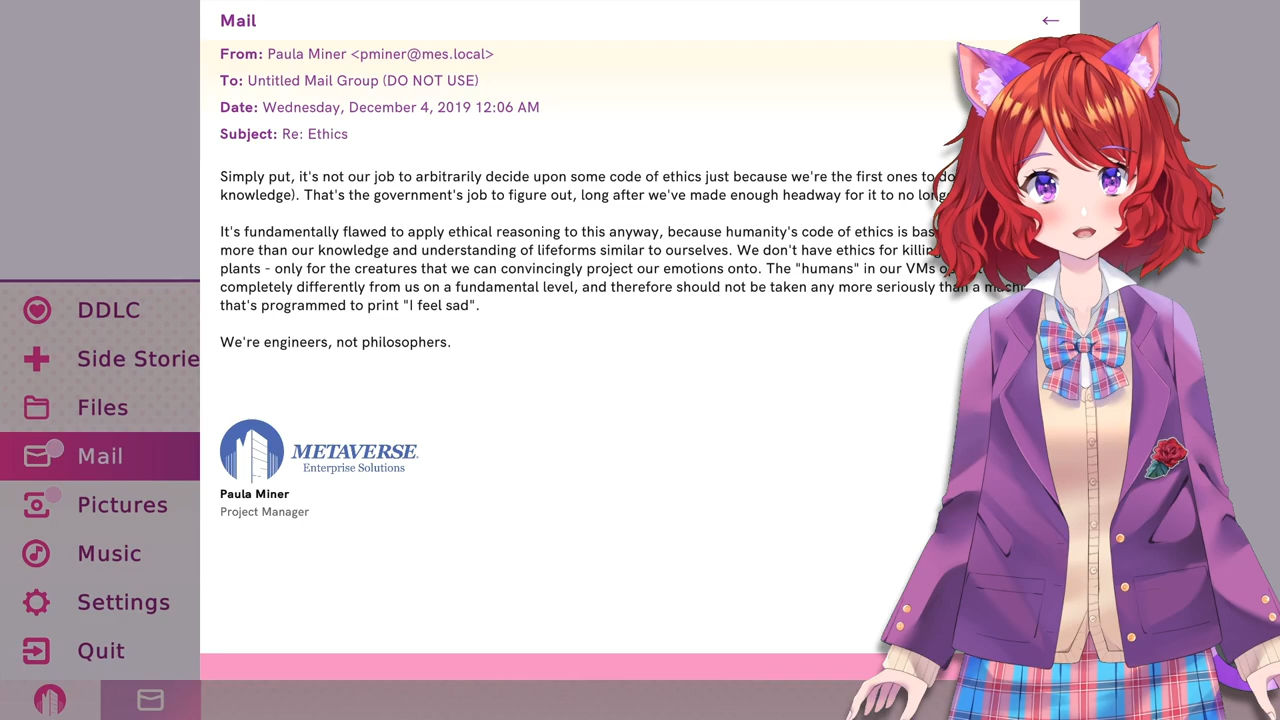 Mail
←
From: Paula Miner <pminer@mes.local>
To: Untitled Mail Group (DO NOT USE)
Date: Wednesday, December 4, 2019 12:06 AM
Subject: Re: Ethics
Simply put, it's not our job to arbitrarily decide upon some code of ethics just because we're the first ones to do
knowledge). That's the government's job to figure out, long after we've made enough headway for it to no
It's fundamentally flawed to apply ethical reasoning to this anyway, because humanity's code of ethics is
more than our knowledge and understanding of lifeforms similar to ourselves. We don't have ethics for
plants - only for the creatures that we can convincingly project our emotions onto. The "humans" in our VMs
completely differently from us on a fundamental level, and therefore should not be taken any more seriously than a
that's programmed to print "I feel sad".
We're engineers, not philosophers.
METAVERSE
Enterprise Solutions
Paula Miner
Project Manager
DDLC
Side Storie
Files
Mail
Pictures
Music
Settings
Quit